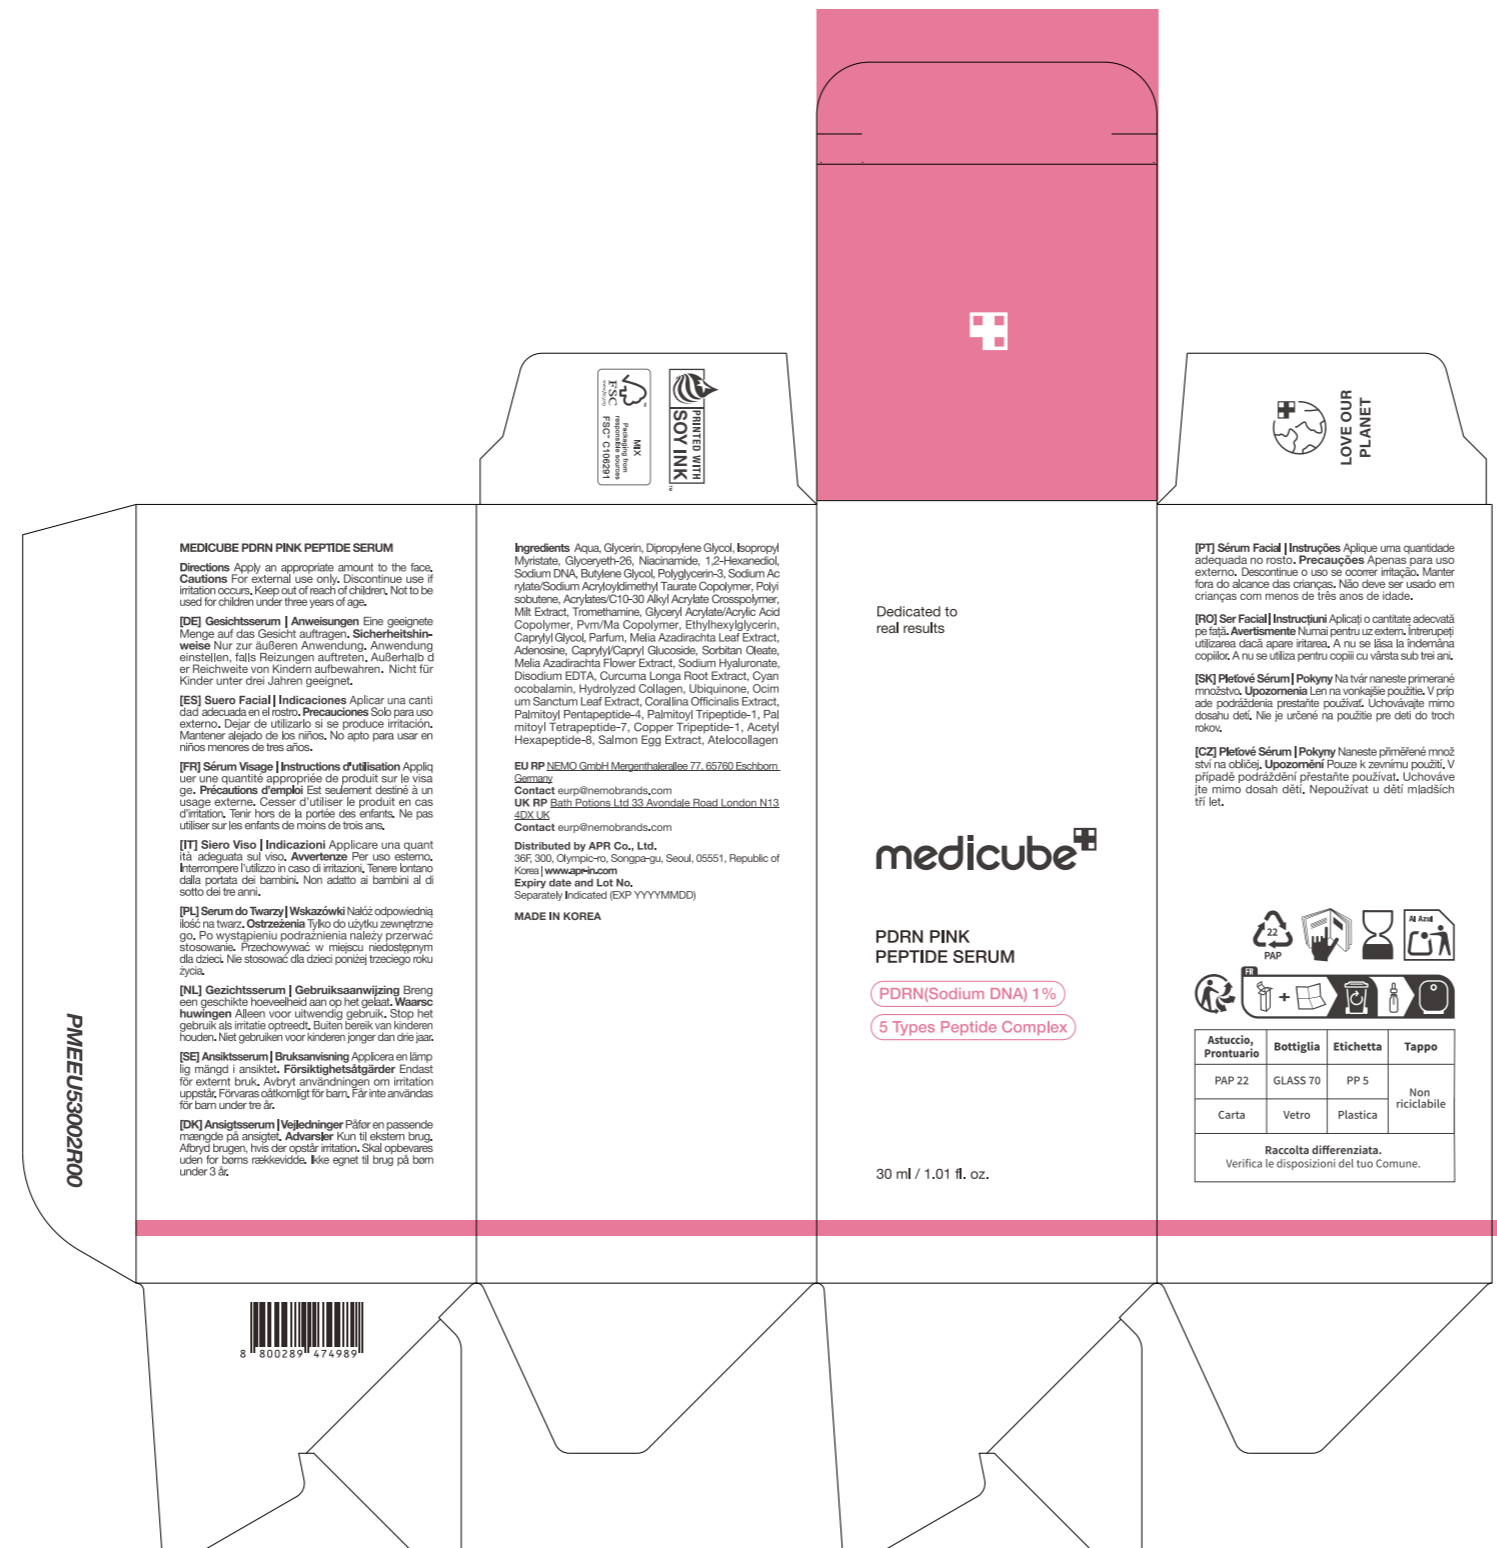 MIX
Packaging from
responsible sources
FSC™ C106291
FSC
www.fsc.org
PRINTED WITH
SOY INK
TM
LOVE OUR
PLANET
PMEEU53002R00
MEDICUBE PDRN PINK PEPTIDE SERUM
Directions Apply an appropriate amount to the face.
Cautions For external use only. Discontinue use if
irritation occurs. Keep out of reach of children. Not to be
used for children under three years of age.
[DE] Gesichtsserum | Anweisungen Eine geeignete
Menge auf das Gesicht auftragen. Sicherheitshin-
weise Nur zur äußeren Anwendung. Anwendung
einstellen, falls Reizungen auftreten. Außerhalb d
er Reichweite von Kindern aufbewahren. Nicht für
Kinder unter drei Jahren geeignet.
[ES] Suero Facial | Indicaciones Aplicar una canti
dad adecuada en el rostro. Precauciones Solo para uso
externo. Dejar de utilizarlo si se produce irritación.
Mantener alejado de los niños. No apto para usar en
niños menores de tres años.
[FR] Sérum Visage | Instructions d'utilisation Appliq
uer une quantité appropriée de produit sur le visa
ge. Précautions d'emploi Est seulement destiné à un
usage externe. Cesser d'utiliser le produit en cas
d'irritation. Tenir hors de la portée des enfants. Ne pas
utiliser sur les enfants de moins de trois ans.
[IT] Siero Viso | Indicazioni Applicare una quant
ità adeguata sul viso. Avvertenze Per uso esterno.
Interrompere l'utilizzo in caso di irritazioni. Tenere lontano
dalla portata dei bambini. Non adatto ai bambini al di
sotto dei tre anni.
[PL] Serum do Twarzy | Wskazówki Nałóż odpowiednią
ilość na twarz. Ostrzeżenia Tylko do użytku zewnętrzne
go. Po wystąpieniu podrażnienia należy przerwać
stosowanie. Przechowywać w miejscu niedostępnym
dla dzieci. Nie stosować dla dzieci poniżej trzeciego roku
życia.
[NL] Gezichtsserum | Gebruiksaanwijzing Breng
een geschikte hoeveelheid aan op het gelaat. Waarsc
huwingen Alleen voor uitwendig gebruik. Stop het
gebruik als irritatie optreedt. Buiten bereik van kinderen
houden. Niet gebruiken voor kinderen jonger dan drie jaar.
[SE] Ansiktsserum | Bruksanvisning Applicera en lämp
lig mängd i ansiktet. Försiktighetsåtgärder Endast
för externt bruk. Avbryt användningen om irritation
uppstår. Förvaras oåtkomligt för barn. Får inte användas
för barn under tre år.
[DK] Ansigtsserum | Vejledninger Påfør en passende
mængde på ansigtet. Advarsler Kun til ekstern brug.
Afbryd brugen, hvis der opstår irritation. Skal opbevares
uden for børns rækkevidde. Ikke egnet til brug på børn
under 3 år.
Ingredients Aqua, Glycerin, Dipropylene Glycol, Isopropyl
Myristate, Glycereth-26, Niacinamide, 1,2-Hexanediol,
Sodium DNA, Butylene Glycol, Polyglycerin-3, Sodium Ac
rylate/Sodium Acryloyldimethyl Taurate Copolymer, Polyi
sobutene, Acrylates/C10-30 Alkyl Acrylate Crosspolymer,
Milt Extract, Tromethamine, Glyceryl Acrylate/Acrylic Acid
Copolymer, Pvm/Ma Copolymer, Ethylhexylglycerin,
Caprylyl Glycol, Parfum, Melia Azadirachta Leaf Extract,
Adenosine, Caprylyl/Capryl Glucoside, Sorbitan Oleate,
Melia Azadirachta Flower Extract, Sodium Hyaluronate,
Disodium EDTA, Curcuma Longa Root Extract, Cyan
ocobalamin, Hydrolyzed Collagen, Ubiquinone, Ocim
um Sanctum Leaf Extract, Corallina Officinalis Extract,
Palmitoyl Pentapeptide-4, Palmitoyl Tripeptide-1, Pal
mitoyl Tetrapeptide-7, Copper Tripeptide-1, Acetyl
Hexapeptide-8, Salmon Egg Extract, Atelocollagen
EU RP NEMO GmbH Mergenthalerallee 77, 65760 Eschborn
Germany
Contact eurp@nemobrands.com
UK RP Bath Potions Ltd 33 Avondale Road London N13
4DX UK
Contact eurp@nemobrands.com
Distributed by APR Co., Ltd.
36F, 300, Olympic-ro, Songpa-gu, Seoul, 05551, Republic of
Korea | www.apr-in.com
Expiry date and Lot No.
Separately Indicated (EXP YYYYMMDD)
MADE IN KOREA
Dedicated to
real results
medicube
PDRN PINK
PEPTIDE SERUM
PDRN(Sodium DNA) 1%
5 Types Peptide Complex
30 ml / 1.01 fl. oz.
[PT] Sérum Facial | Instruções Aplique uma quantidade
adequada no rosto. Precauções Apenas para uso
externo. Descontinue o uso se ocorrer irritação. Manter
fora do alcance das crianças. Não deve ser usado em
crianças com menos de três anos de idade.
[RO] Ser Facial | Instrucțiuni Aplicați o cantitate adecvată
pe față. Avertismente Numai pentru uz extern. Întrerupeți
utilizarea dacă apare iritarea. A nu se lăsa la îndemâna
copiilor. A nu se utiliza pentru copiii cu vârsta sub trei ani.
[SK] Pleťové Sérum | Pokyny Na tvár naneste primerané
množstvo. Upozornenia Len na vonkajšie použitie. V príp
ade podráždenia prestaňte používať. Uchovávajte mimo
dosahu detí. Nie je určené na použitie pre deti do troch
rokov.
[CZ] Pleťové Sérum | Pokyny Naneste přiměřené množ
ství na obličej. Upozornění Pouze k zevnímu použití. V
případě podráždění přestaňte používat. Uchováve
jte mimo dosah dětí. Nepoužívat u dětí mladších
tří let.
22
PAP
Al Azul
FR
Astuccio,
Prontuario Bottiglia Etichetta Tappo
PAP 22 GLASS 70 PP 5
Non
riciclabile
Carta Vetro Plastica
Raccolta differenziata.
Verifica le disposizioni del tuo Comune.
8 800289 474989